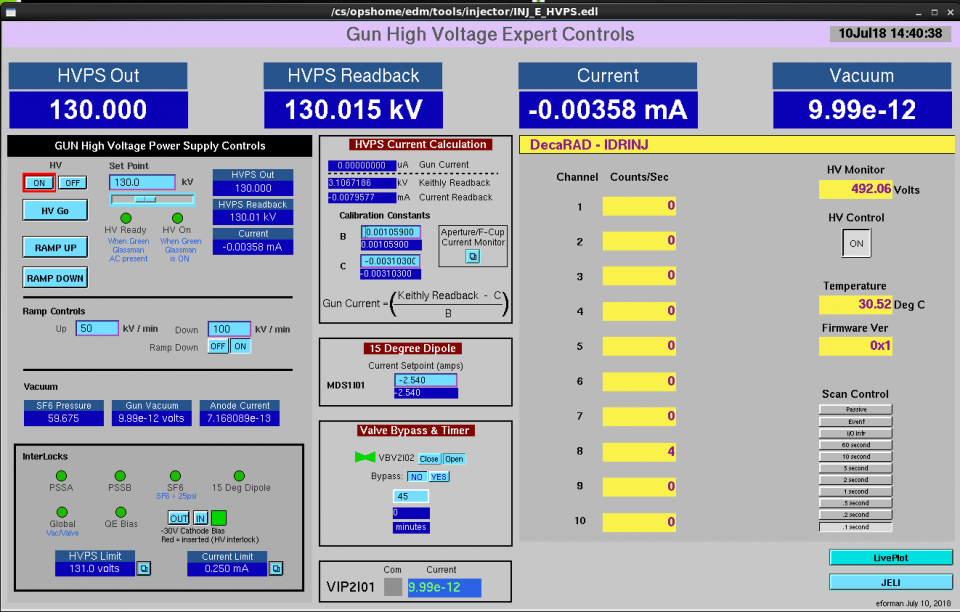 /cs/opshome/edm/tools/injector/INJ_E_HVPS.edl
Gun High Voltage Expert Controls
10Jul18 14:40:38
HVPS Out
130.000
HVPS Readback
130.015 kV
Current
-0.00358 mA
Vacuum
9.99e-12
GUN High Voltage Power Supply Controls
HV
ON OFF
HV Go
RAMP UP
RAMP DOWN
Set Point
130.0 kV
HV Ready
When Green
Glassman
AC present
HV On
When Green
Glassman
is ON
HVPS Out
130.000
HVPS Readback
130.01 kV
Current
-0.00358 mA
Ramp Controls
Up 50 kV / min Down 100 kV / min
Ramp Down OFF ON
Vacuum
SF6 Pressure
59.675
Gun Vacuum
9.99e-12 volts
Anode Current
7.168089e-13
InterLocks
PSSA
PSSB
SF6
SF6 > 25psi
15 Deg Dipole
Global
Vac/Valve
QE Bias
OUT IN
-30V Cathode Bias
Red = inserted (HV interlock)
HVPS Limit
131.0 volts
Current Limit
0.250 mA
HVPS Current Calculation
0.00000000 uA Gun Current
3.1067186 kV Keithly Readback
-0.0079577 mA Current Readback
Calibration Constants
B 0.00105900
0.00105900
C -0.0031030(
-0.00310300
Aperture/F-Cup
Current Monitor
Gun Current = ( Keithly Readback - C )
B
15 Degree Dipole
Current Setpoint (amps)
MDS1I01 -2.540
-2.540
Valve Bypass & Timer
VBV2I02 Close Open
Bypass: NO YES
45
0
minutes
Com Current
VIP2I01 9.99e-12
DecaRAD - IDRINJ
Channel Counts/Sec
1 0
2 0
3 0
4 0
5 0
6 0
7 0
8 4
9 0
10 0
HV Monitor
492.06 Volts
HV Control
ON
Temperature
30.52 Deg C
Firmware Ver
0x1
Scan Control
Passive
Event
I/O Intr
60 second
10 second
5 second
2 second
1 second
.5 second
.2 second
.1 second
LivePlot
JELI
eforman July 10, 2018